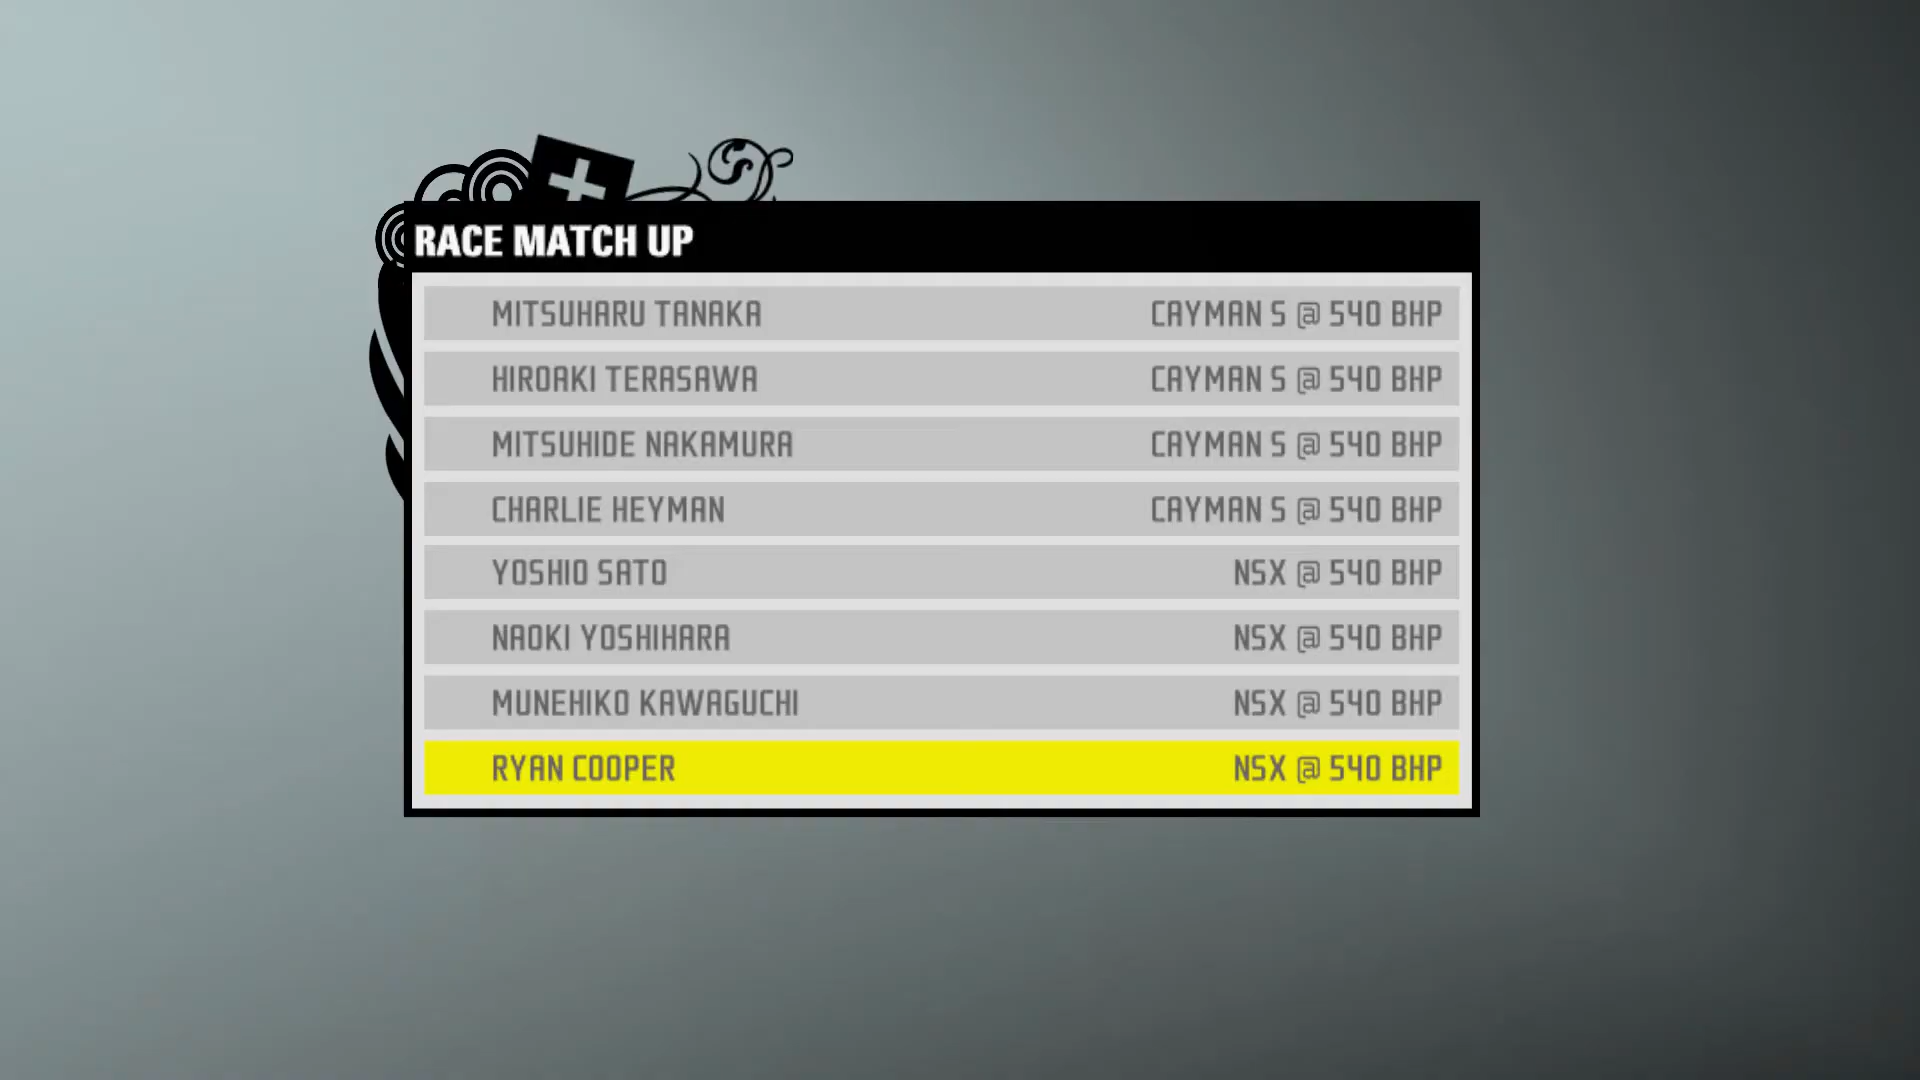 RACE MATCH UP
MITSUHARU TANAKA CAYMAN S @ 540 BHP
HIROAKI TERASAWA CAYMAN S @ 540 BHP
MITSUHIDE NAKAMURA CAYMAN S @ 540 BHP
CHARLIE HEYMAN CAYMAN S @ 540 BHP
YOSHIO SATO NSX @ 540 BHP
NAOKI YOSHIHARA NSX @ 540 BHP
MUNEHIKO KAWAGUCHI NSX @ 540 BHP
RYAN COOPER NSX @ 540 BHP